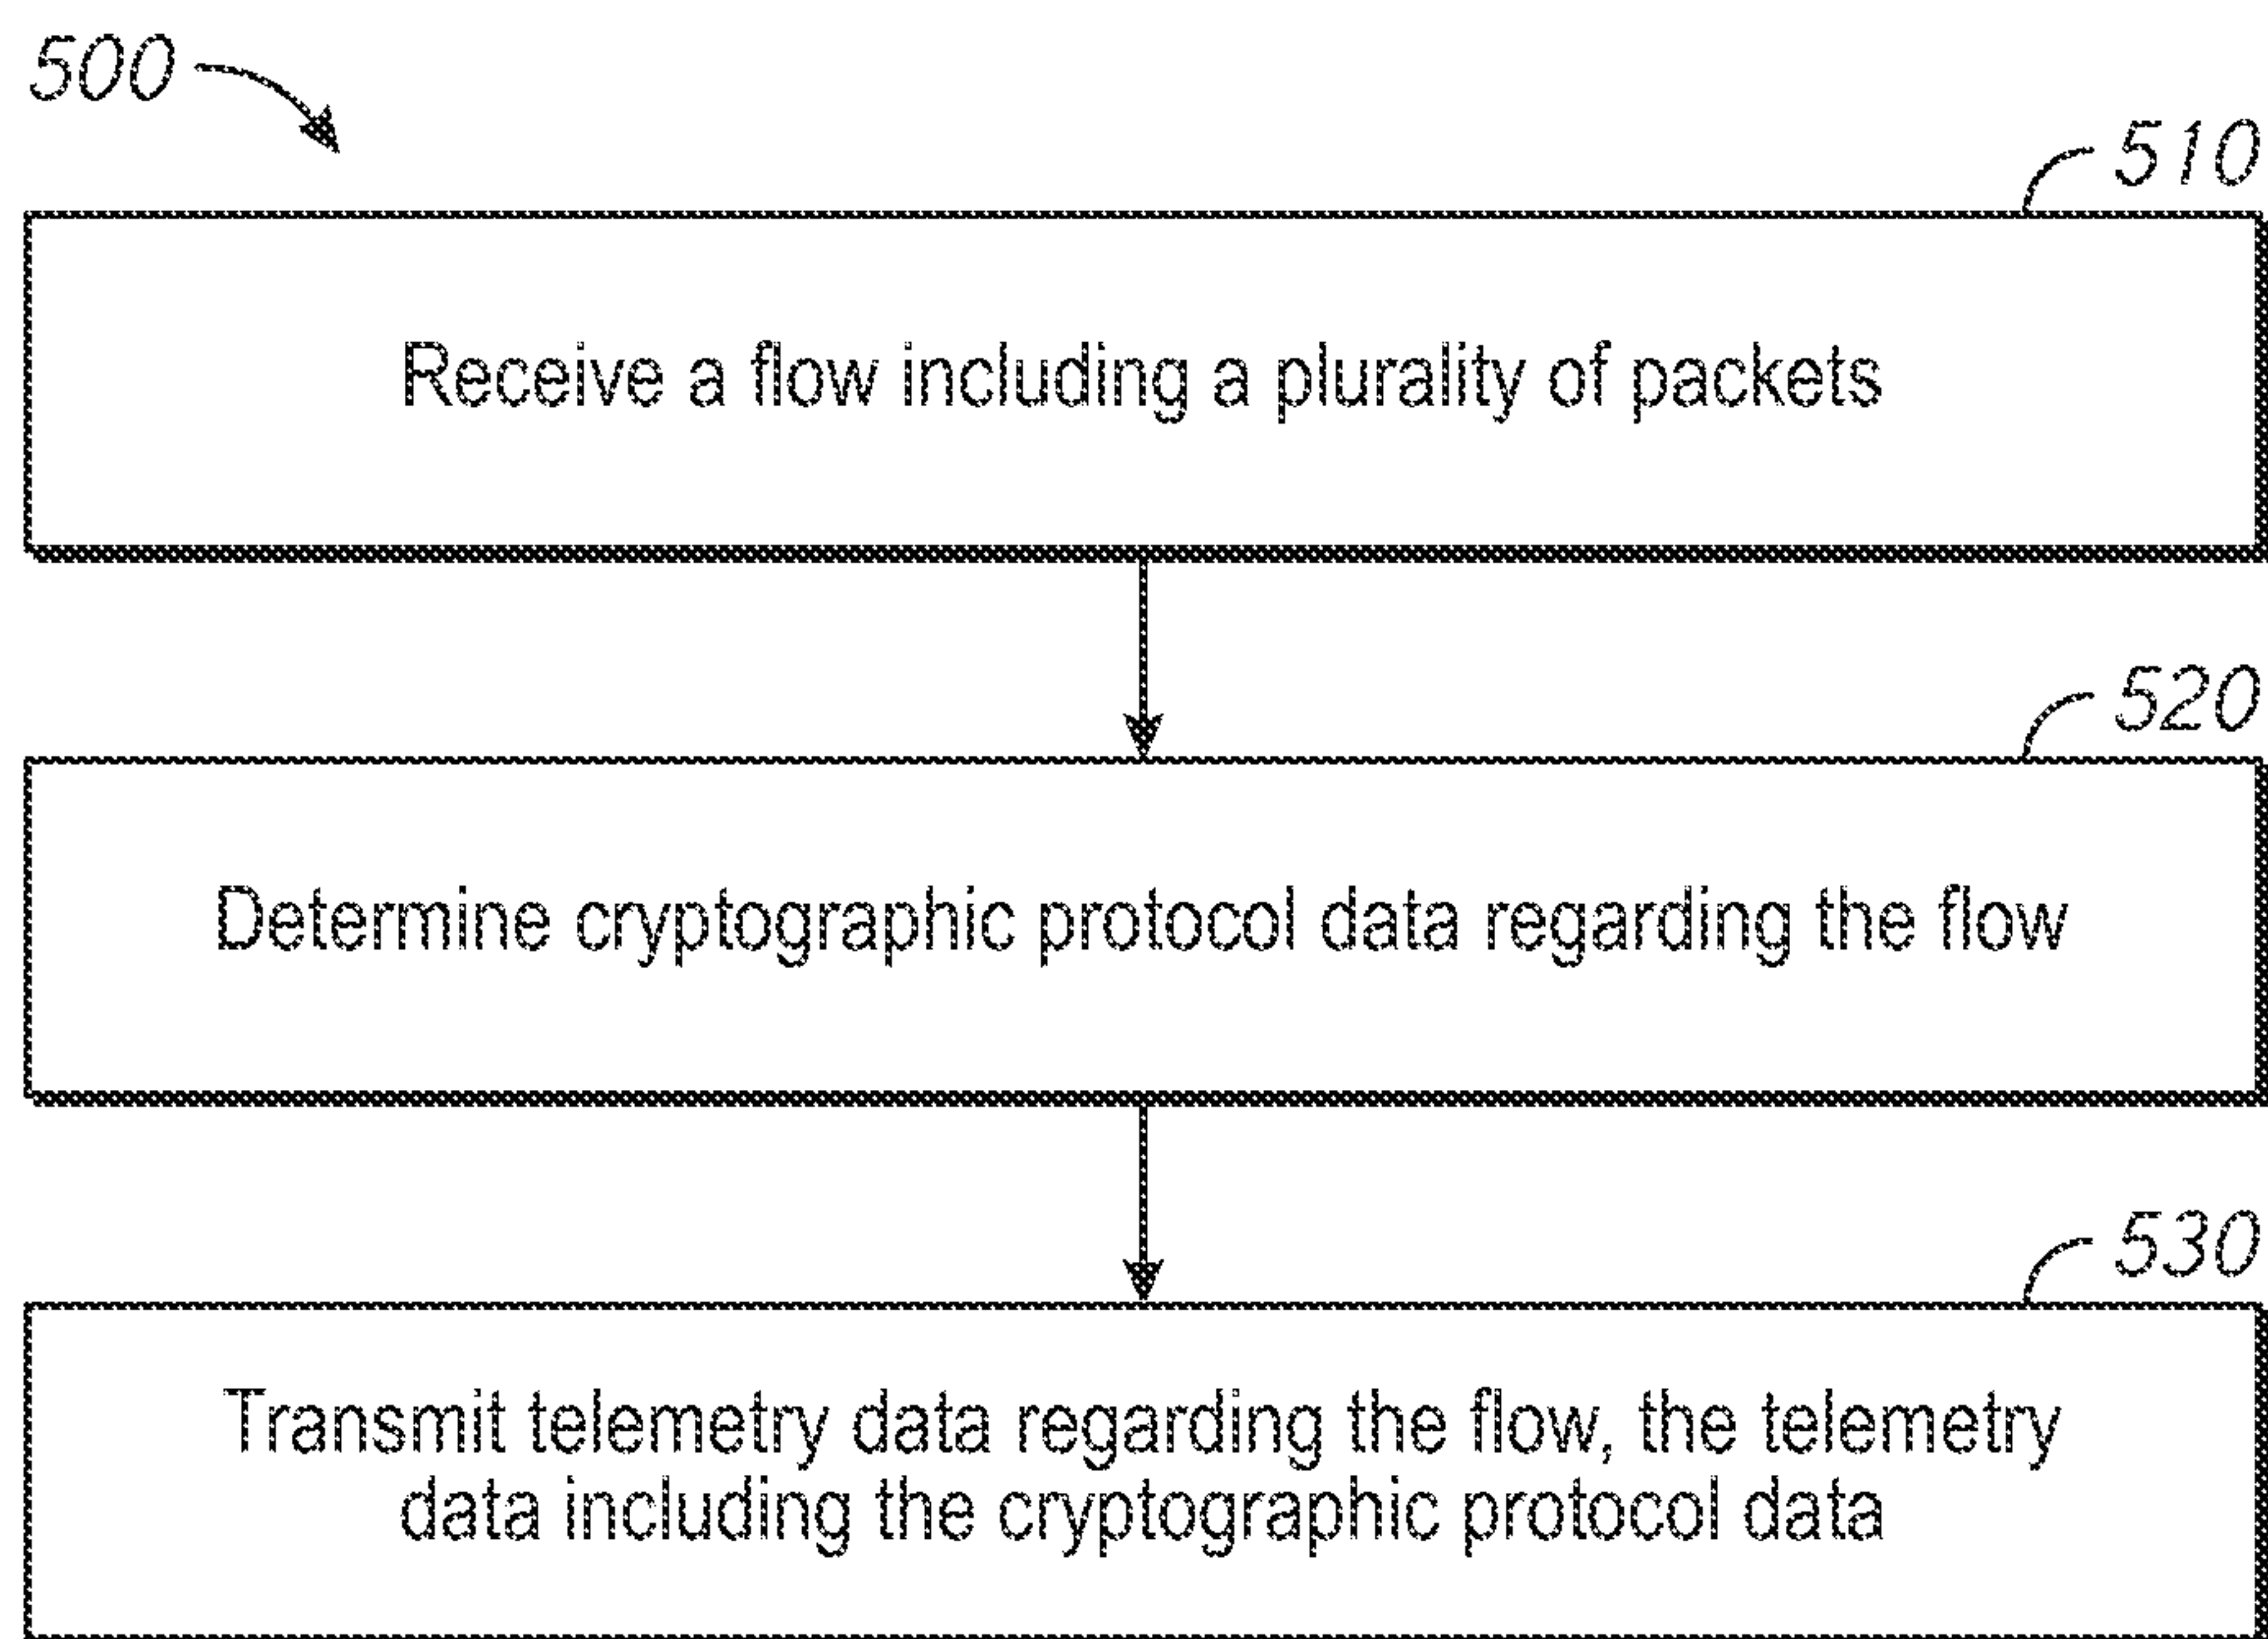 500
510
Receive a flow including a plurality of packets
520
Determine cryptographic protocol data regarding the flow
530
Transmit telemetry data regarding the flow, the telemetry
data including the cryptographic protocol data